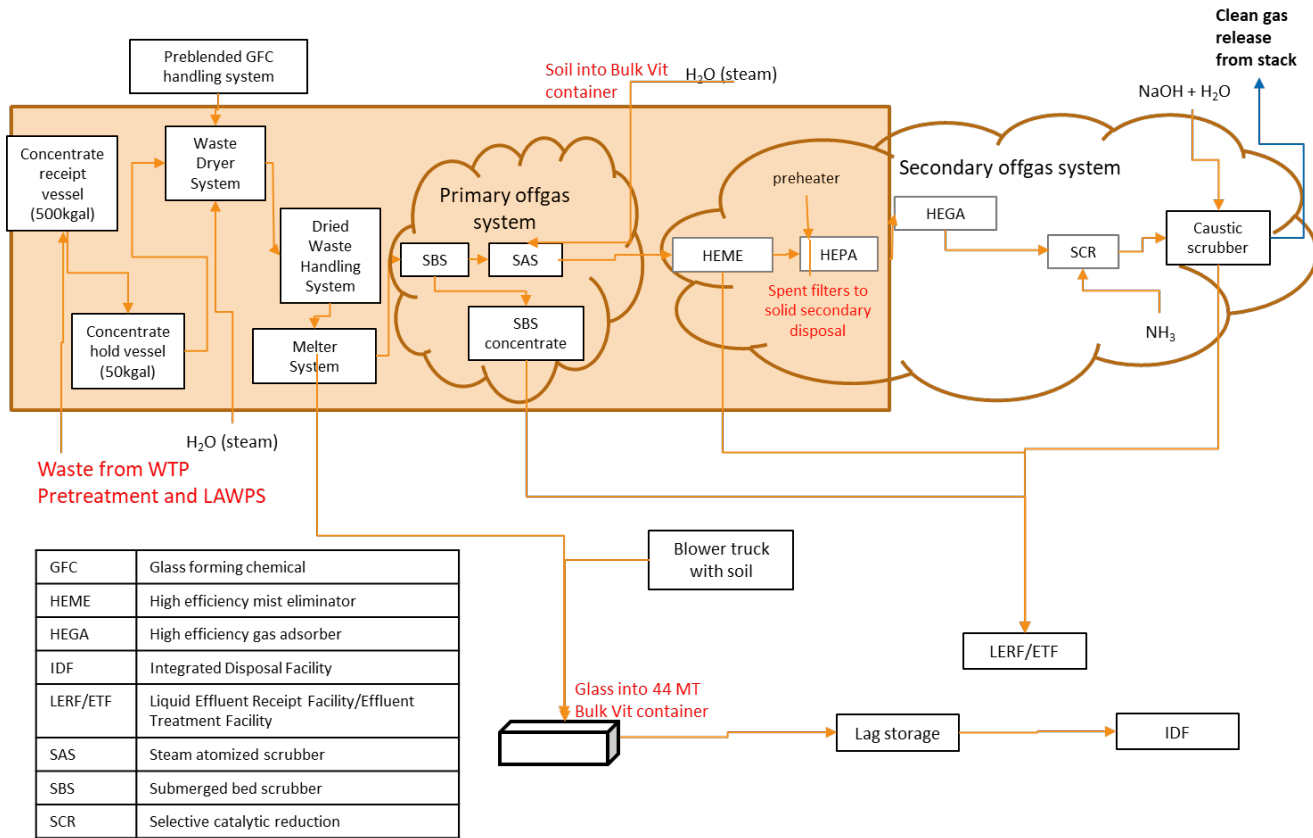 Clean gas
release
from stack
Preblended GFC
handling system
Soil into Bulk Vit
container
H₂O (steam)
NaOH + H₂O
Concentrate
receipt
vessel
(500kgal)
Waste
Dryer
System
Primary offgas
system
Secondary offgas system
preheater
HEGA
Dried
Waste
Handling
System
SBS
SAS
HEME
HEPA
SCR
Caustic
scrubber
Spent filters to
solid secondary
disposal
Concentrate
hold vessel
(50kgal)
Melter
System
SBS
concentrate
NH₃
H₂O (steam)
Waste from WTP
Pretreatment and LAWPS
Blower truck
with soil
GFC Glass forming chemical
HEME High efficiency mist eliminator
HEGA High efficiency gas adsorber
IDF Integrated Disposal Facility
LERF/ETF Liquid Effluent Receipt Facility/Effluent
Treatment Facility
SAS Steam atomized scrubber
SBS Submerged bed scrubber
SCR Selective catalytic reduction
LERF/ETF
Glass into 44 MT
Bulk Vit container
Lag storage
IDF